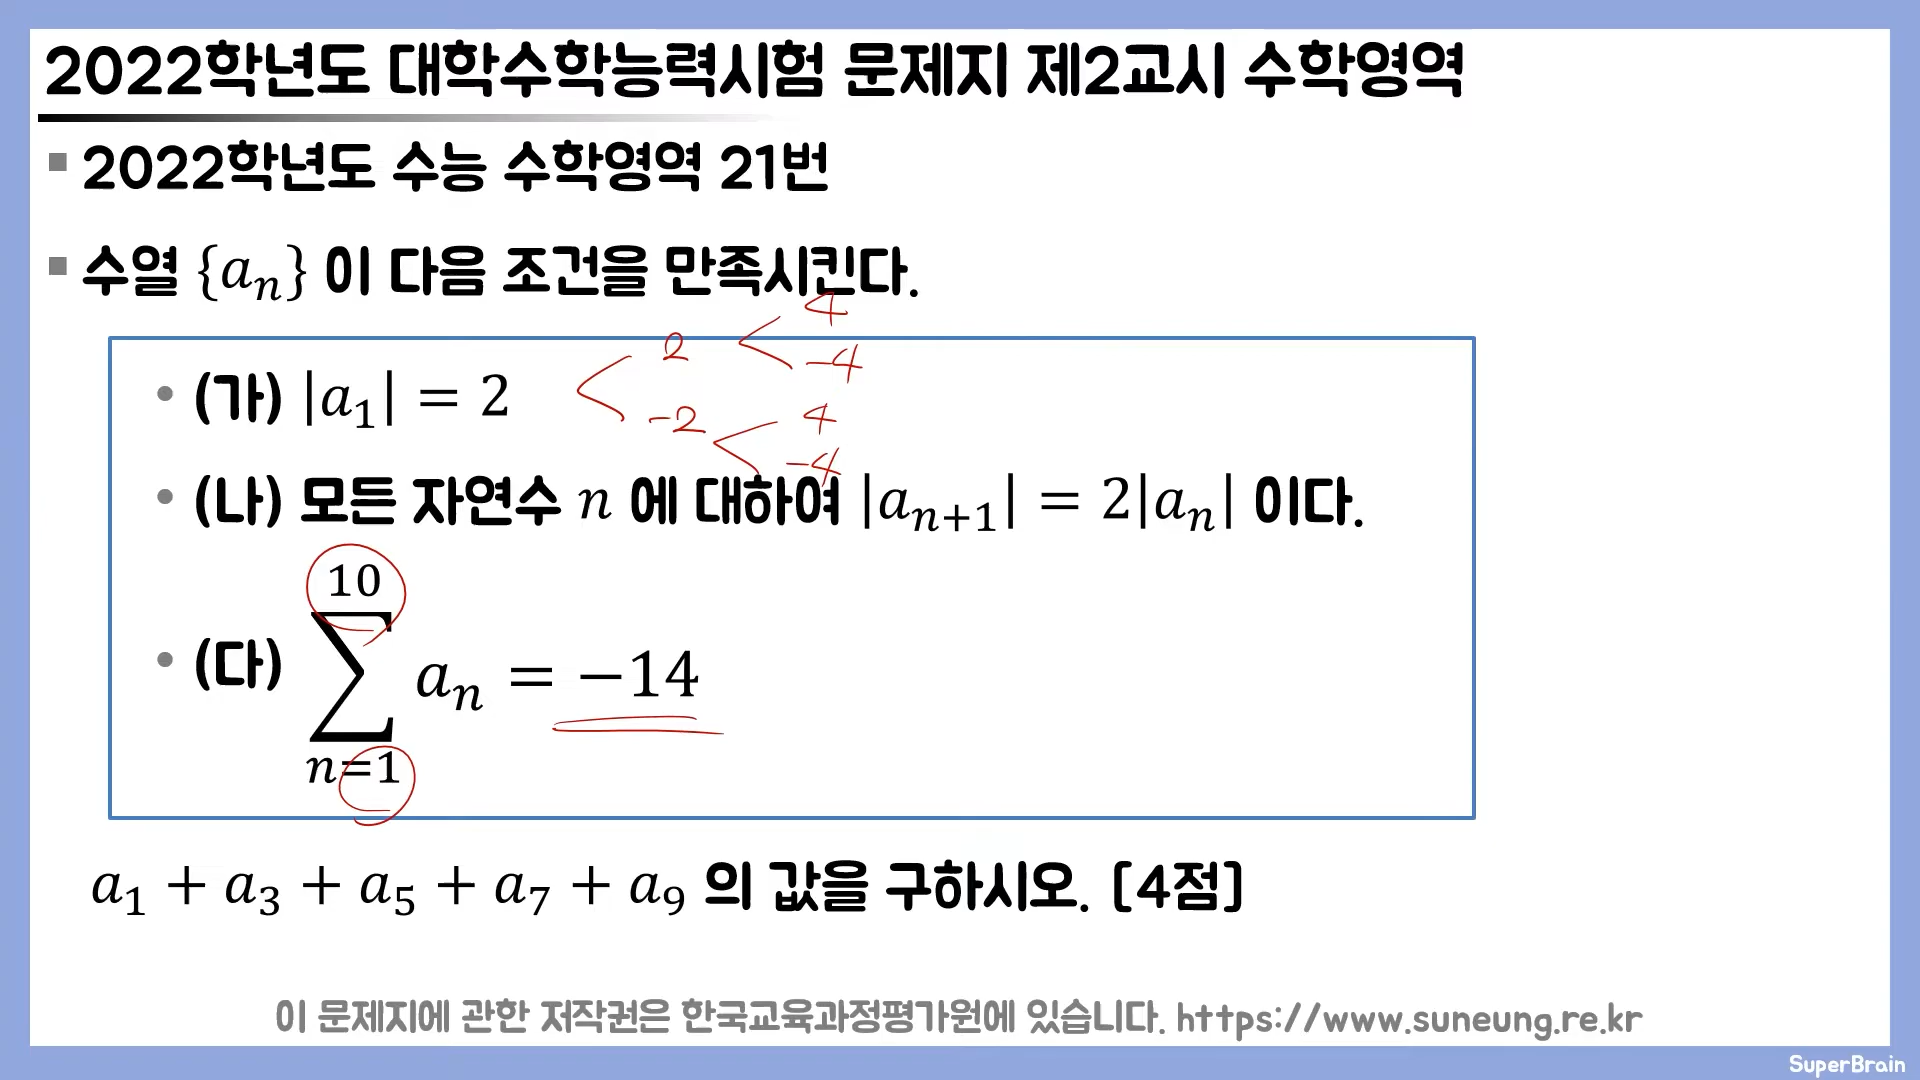 2022학년도 대학수학능력시험 문제지 제2교시 수학영역
2022학년도 수능 수학영역 21번
수열 {aₙ} 이 다음 조건을 만족시킨다.
4
2
-4
(가) |a₁| = 2
-2
4
-4
(나) 모든 자연수 n 에 대하여 |aₙ₊₁| = 2|aₙ| 이다.
10
(다) ∑ aₙ = −14
n=1
a₁ + a₃ + a₅ + a₇ + a₉ 의 값을 구하시오. [4점]
이 문제지에 관한 저작권은 한국교육과정평가원에 있습니다. https://www.suneung.re.kr
SuperBrain